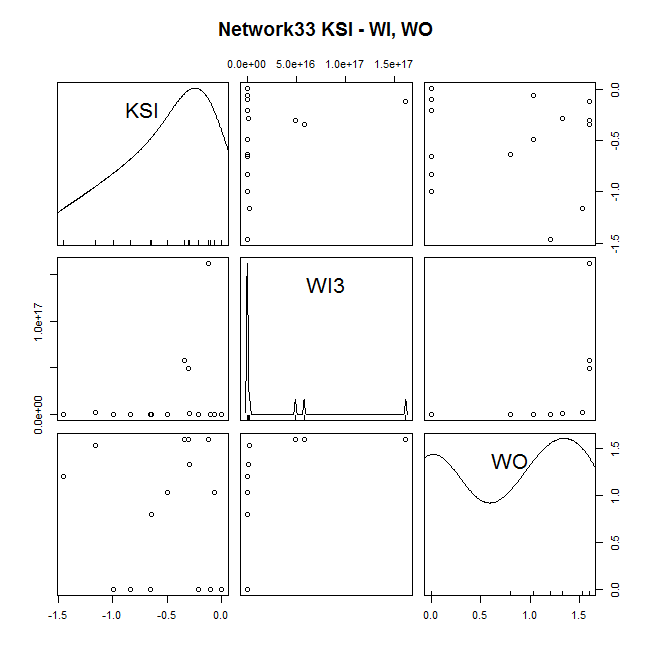 Network33 KSI - WI, WO
0.0e+00 5.0e+16 1.0e+17 1.5e+17
KSI
0.0
-0.5
-1.0
-1.5
WI3
1.0e+17
0.0e+00
WO
1.5
1.0
0.5
0.0
-1.5 -1.0 -0.5 0.0
0.0 0.5 1.0 1.5